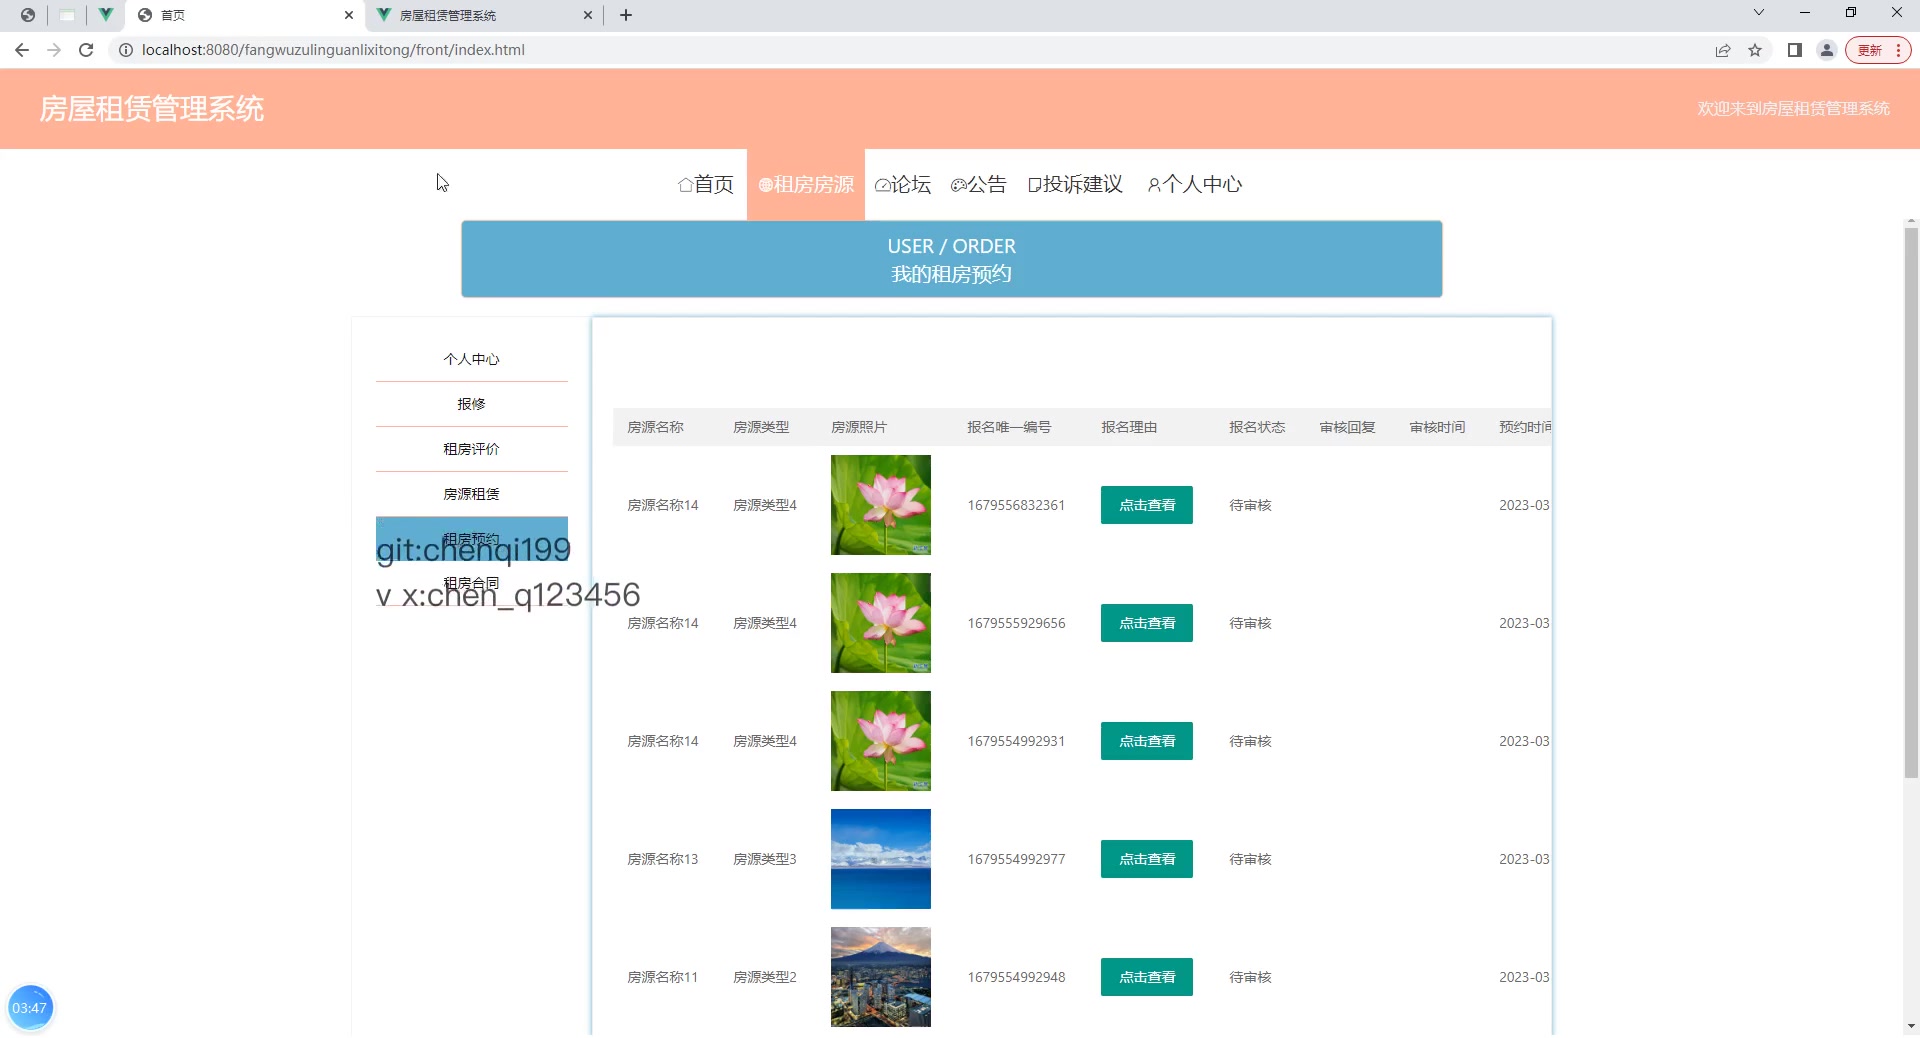 首页
房屋租赁管理系统
localhost:8080/fangwuzulinguanlixitong/front/index.html
更新
房屋租赁管理系统
欢迎来到房屋租赁管理系统
首页 租房房源 论坛 公告 投诉建议 个人中心
USER / ORDER
我的租房预约
个人中心
报修
租房评价
房源租赁
租房预约
租房合同
git:chenqi199
v x:chen_q123456
房源名称 房源类型 房源照片 报名唯一编号 报名理由 报名状态 审核回复 审核时间 预约时间
房源名称14 房源类型4 1679556832361 点击查看 待审核 2023-03
房源名称14 房源类型4 1679555929656 点击查看 待审核 2023-03
房源名称14 房源类型4 1679554992931 点击查看 待审核 2023-03
房源名称13 房源类型3 1679554992977 点击查看 待审核 2023-03
房源名称11 房源类型2 1679554992948 点击查看 待审核 2023-03
03:47